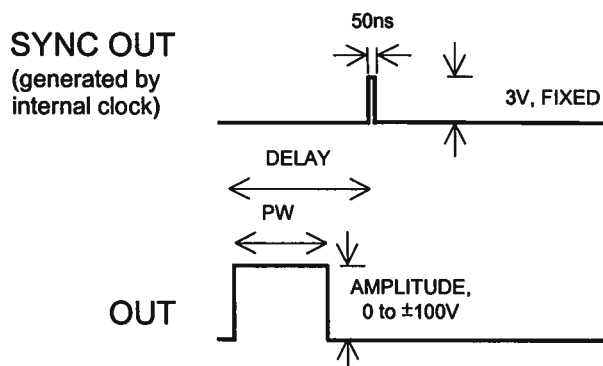 50ns
SYNC OUT
(generated by
internal clock)
3V, FIXED
DELAY
PW
AMPLITUDE,
0 to ±100V
OUT